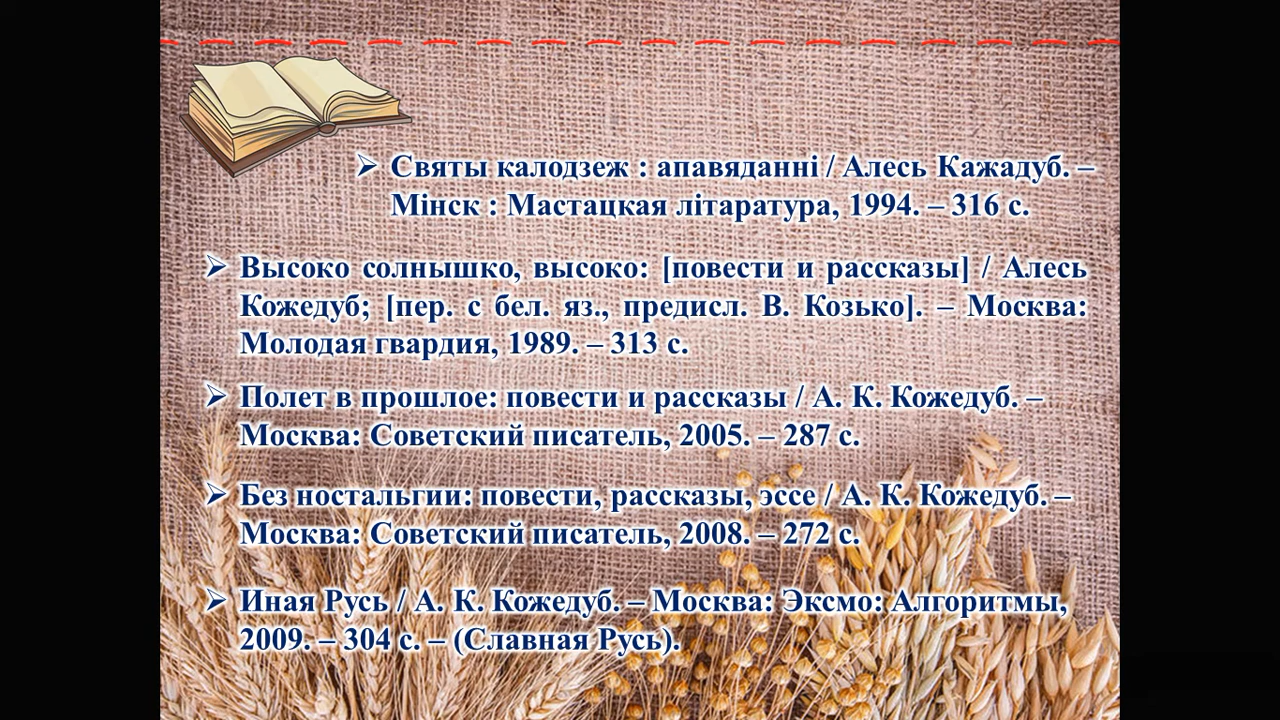 Святы калодзеж : апавяданні / Алесь Кажадуб. –
Мінск : Мастацкая літаратура, 1994. – 316 с.
Высоко солнышко, высоко: [повести и рассказы] / Алесь
Кожедуб; [пер. с бел. яз., предисл. В. Козько]. – Москва:
Молодая гвардия, 1989. – 313 с.
Полет в прошлое: повести и рассказы / А. К. Кожедуб. –
Москва: Советский писатель, 2005. – 287 с.
Без ностальгии: повести, рассказы, эссе / А. К. Кожедуб. –
Москва: Советский писатель, 2008. – 272 с.
Иная Русь / А. К. Кожедуб. – Москва: Эксмо: Алгоритмы,
2009. – 304 с. – (Славная Русь).